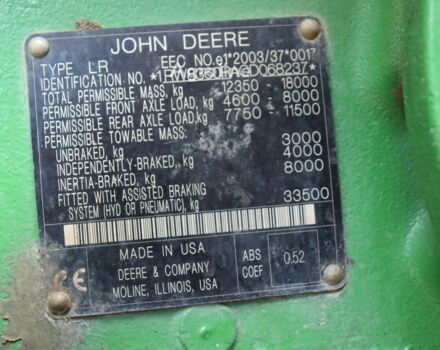 JOHN DEERE
TYPE LR EEC NO.e1*2003/37*0017
IDENTIFICATION NO. *1RW8360RAGD068237*
TOTAL PERMISSIBLE MASS, kg 12350 - 18000
PERMISSIBLE FRONT AXLE LOAD, kg 4600 - 8000
PERMISSIBLE REAR AXLE LOAD, kg 7750 - 11500
PERMISSIBLE TOWABLE MASS:
UNBRAKED, kg 3000
INDEPENDENTLY-BRAKED, kg 4000
INERTIA-BRAKED, kg 8000
FITTED WITH ASSISTED BRAKING
SYSTEM (HYD OR PNEUMATIC), kg 33500
MADE IN USA
DEERE & COMPANY
MOLINE, ILLINOIS, USA
ABS
COEF
0.52
CE